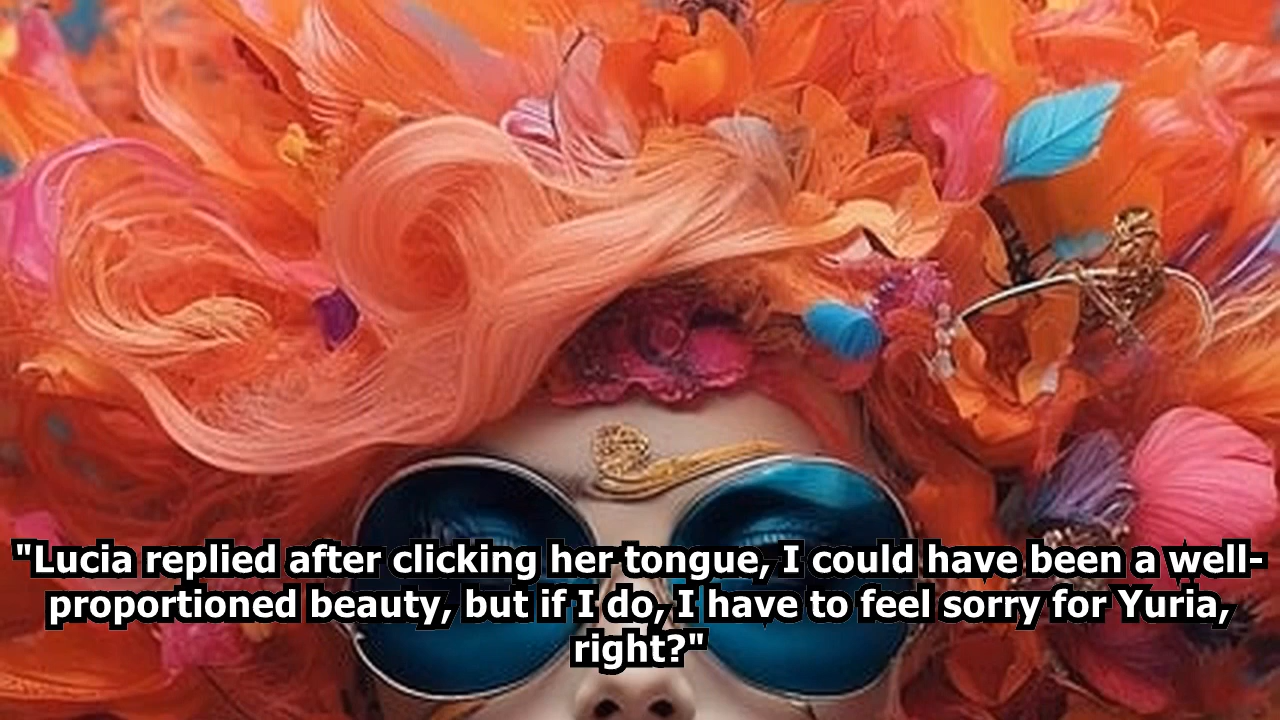 "Lucia replied after clicking her tongue, I could have been a well-
proportioned beauty, but if I do, I have to feel sorry for Yuria,
right?"